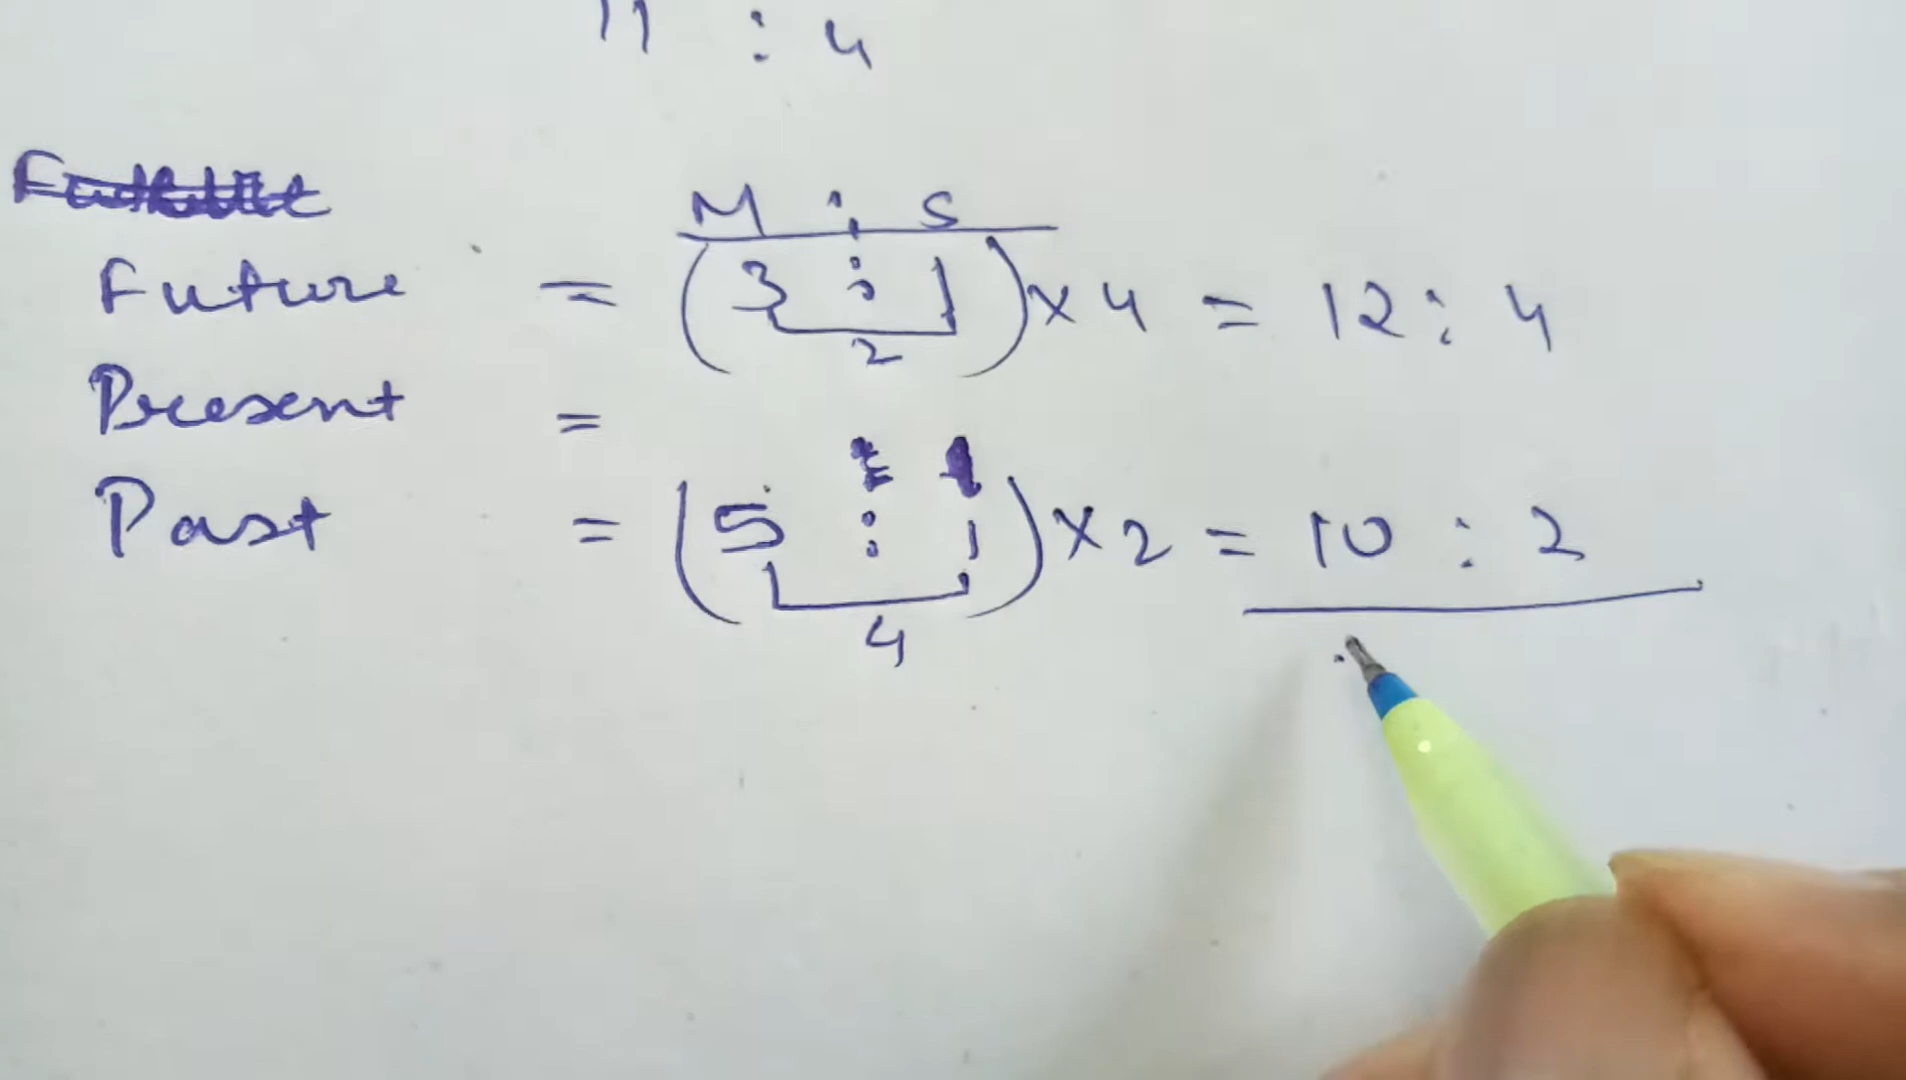 11 : 4
M : S
Future = (3 : 1) × 4 = 12 : 4
2
Present =
Past = (5 : 1) × 2 = 10 : 2
4